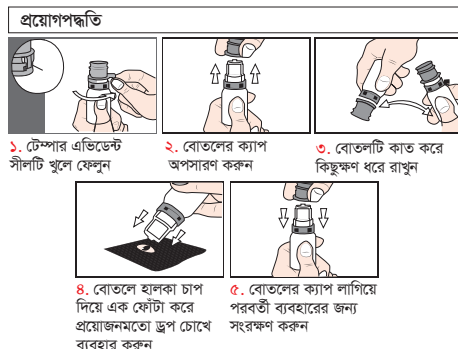 প্রয়োগপদ্ধতি
১. টেম্পার এভিডেন্ট
সীলটি খুলে ফেলুন
২. বোতলের ক্যাপ
অপসারণ করুন
৩. বোতলটি কাত করে
কিছুক্ষণ ধরে রাখুন
৪. বোতলে হালকা চাপ
দিয়ে এক ফোঁটা করে
প্রয়োজনমতো ড্রপ চোখে
ব্যবহার করুন
৫. বোতলের ক্যাপ লাগিয়ে
পরবর্তী ব্যবহারের জন্য
সংরক্ষণ করুন